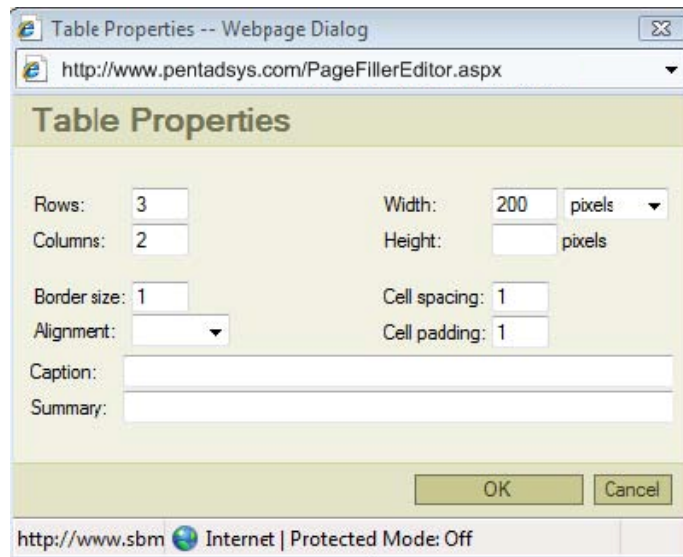 Table Properties -- Webpage Dialog
http://www.pentadsys.com/PageFillerEditor.aspx
Table Properties
Rows: 3 Width: 200 pixels
Columns: 2 Height: pixels
Border size: 1 Cell spacing: 1
Alignment: Cell padding: 1
Caption:
Summary:
OK Cancel
http://www.sbm Internet | Protected Mode: Off